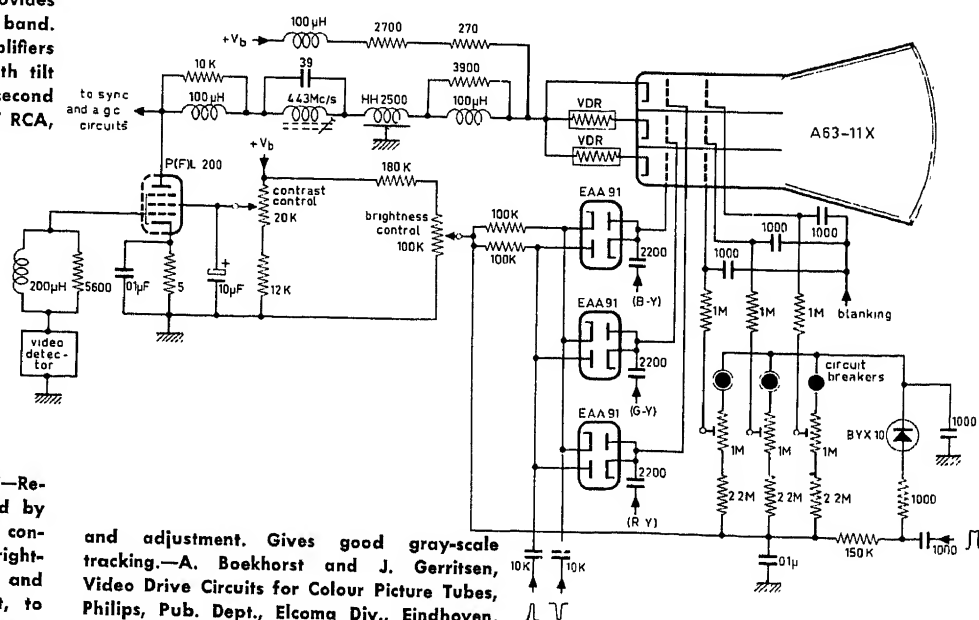 ovides
band.
plifiers
th tilt
second
RCA,
100μH
2700
270
+Vb
10K
39
3900
to sync
and a g c
circuits
100μH
4 43Mc/s
HH2500
100μH
VDR
VDR
A63-11X
P(F)L 200
+Vb
contrast
control
20K
180K
brightness
control
100K
100K
100K
EAA 91
2200
(B-Y)
1000
1000
1000
1M
1M
1M
blanking
200μH
5600
01μF
5
10μF
+
12K
video
detec-
tor
EAA91
2200
(G-Y)
circuit
breakers
BYX 10
1000
1M
1M
1M
EAA91
2200
(R Y)
2 2M
2 2M
2 2M
1000
150K
1000
01μ
10K
10K
—Re-
d by
con-
right-
and
t, to
and adjustment. Gives good gray-scale
tracking.—A. Boekhorst and J. Gerritsen,
Video Drive Circuits for Colour Picture Tubes,
Philips, Pub. Dept., Elcoma Div., Eindhoven,